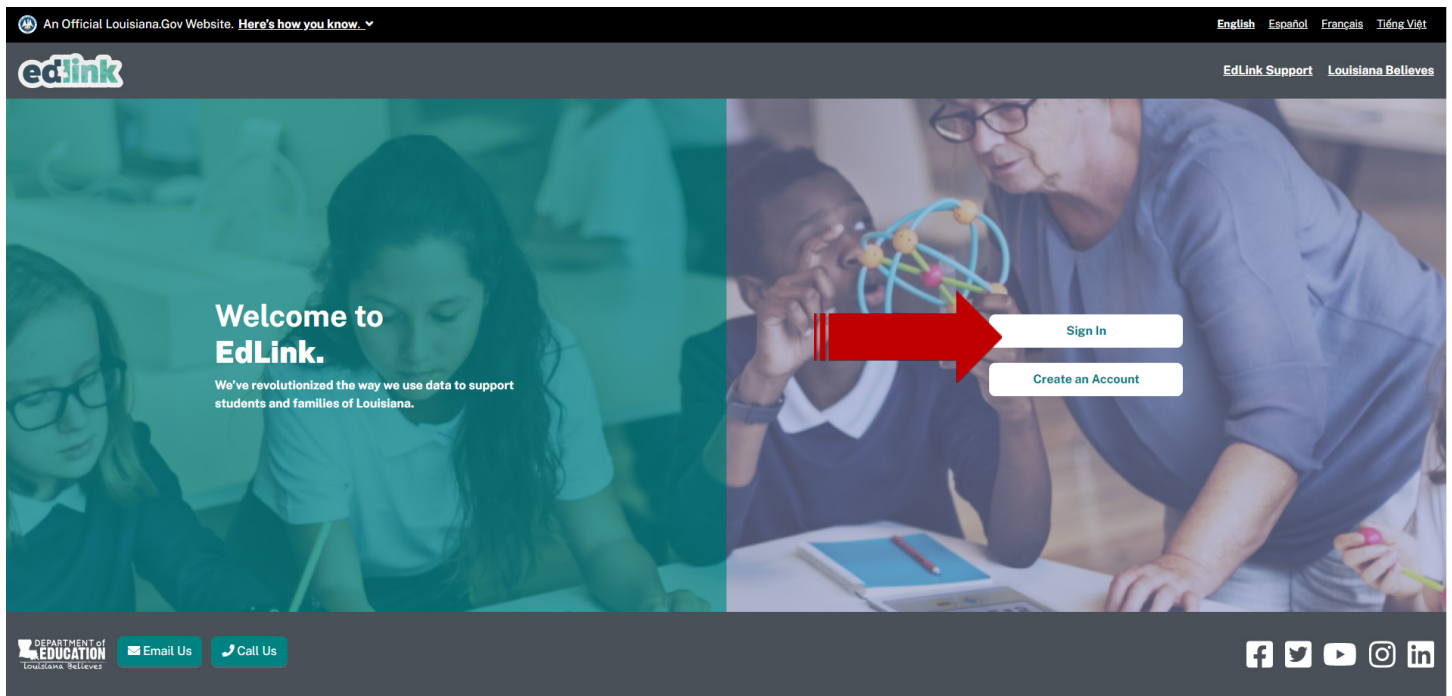 An Official Louisiana.Gov Website. Here's how you know.
English Español Français Tiếng Việt
edlink
EdLink Support Louisiana Believes
Welcome to
EdLink.
We've revolutionized the way we use data to support
students and families of Louisiana.
Sign In
Create an Account
DEPARTMENT of
EDUCATION
Louisiana Believes
Email Us
Call Us